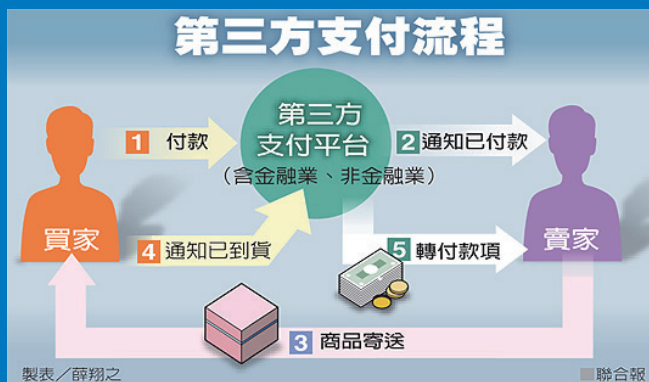 第三方支付流程
第三方
支付平台
（含金融業、非金融業）
1 付款
2 通知已付款
買家
賣家
4 通知已到貨
5 轉付款項
3 商品寄送
製表／薛翔之
聯合報